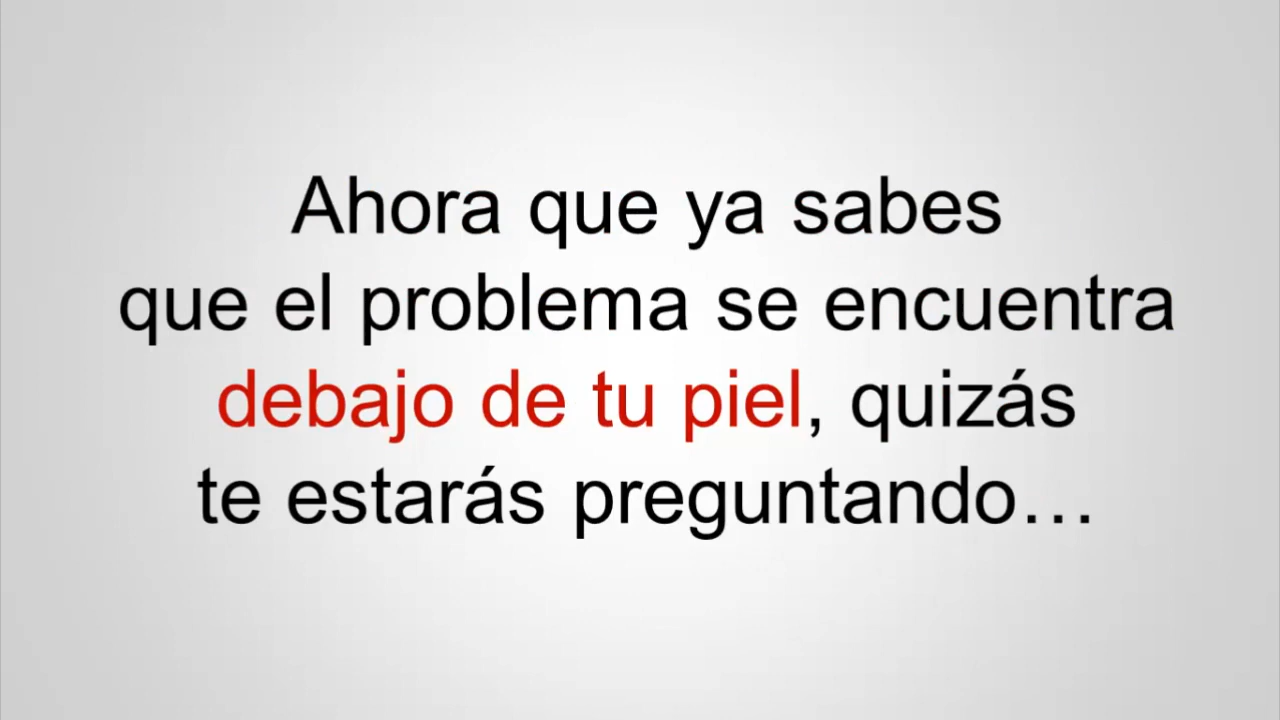 Ahora que ya sabes
que el problema se encuentra
debajo de tu piel, quizás
te estarás preguntando…